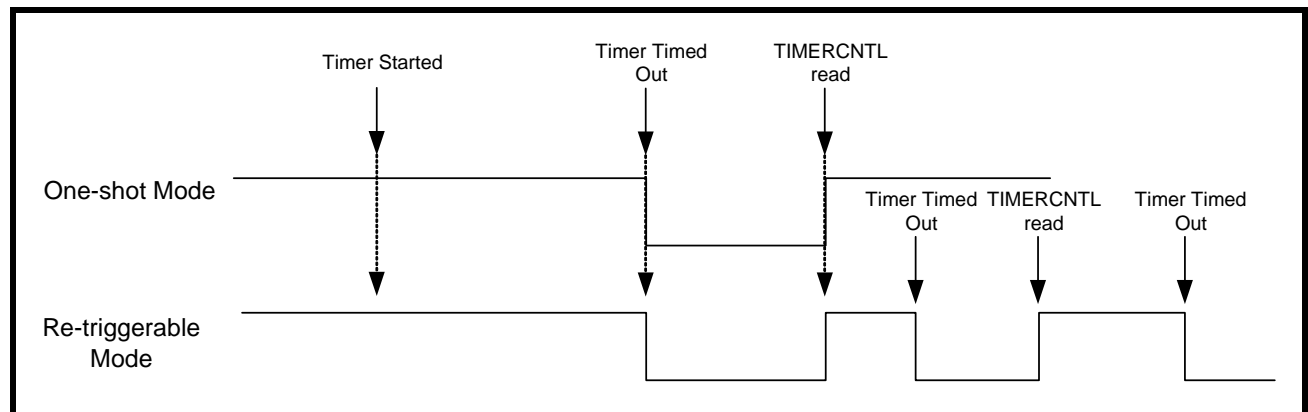 Timer Started
Timer Timed
Out
TIMERCNTL
read
One-shot Mode
Timer Timed
Out
TIMERCNTL
read
Timer Timed
Out
Re-triggerable
Mode